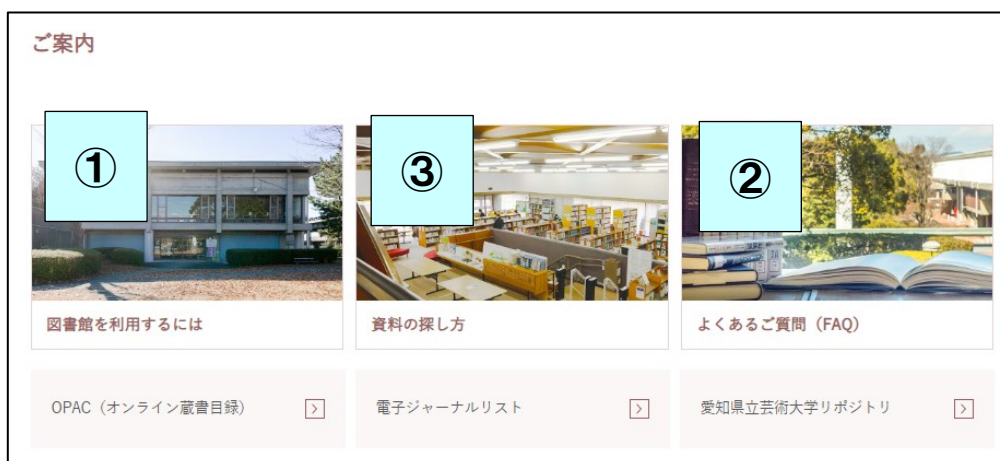 ご案内
①
③
②
図書館を利用するには
資料の探し方
よくあるご質問（FAQ）
OPAC（オンライン蔵書目録）
電子ジャーナルリスト
愛知県立芸術大学リポジトリ